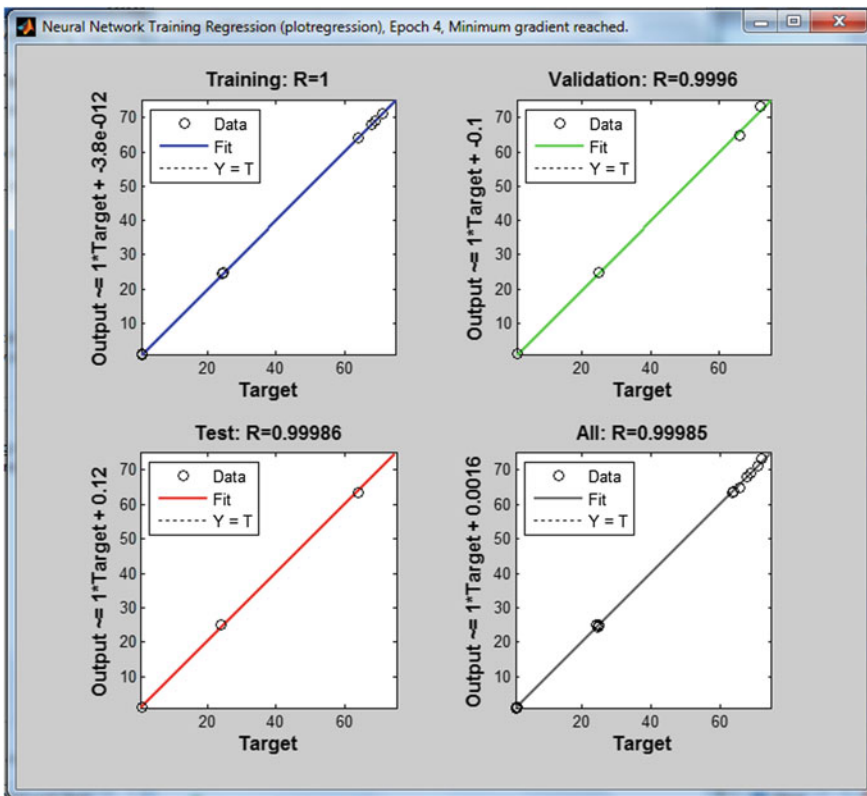 Neural Network Training Regression (plotregression), Epoch 4, Minimum gradient reached.
Training: R=1
Output ~= 1*Target + -3.8e-012
Data
Fit
Y = T
70
60
50
40
30
20
10
20
60
Target
Validation: R=0.9996
Output ~= 1*Target + -0.1
Data
Fit
Y = T
70
60
50
40
30
20
10
20
60
Target
Test: R=0.99986
Output ~= 1*Target + 0.12
Data
Fit
Y = T
70
60
50
40
30
20
10
20
60
Target
All: R=0.99985
Output ~= 1*Target + 0.0016
Data
Fit
Y = T
70
60
50
40
30
20
10
20
60
Target